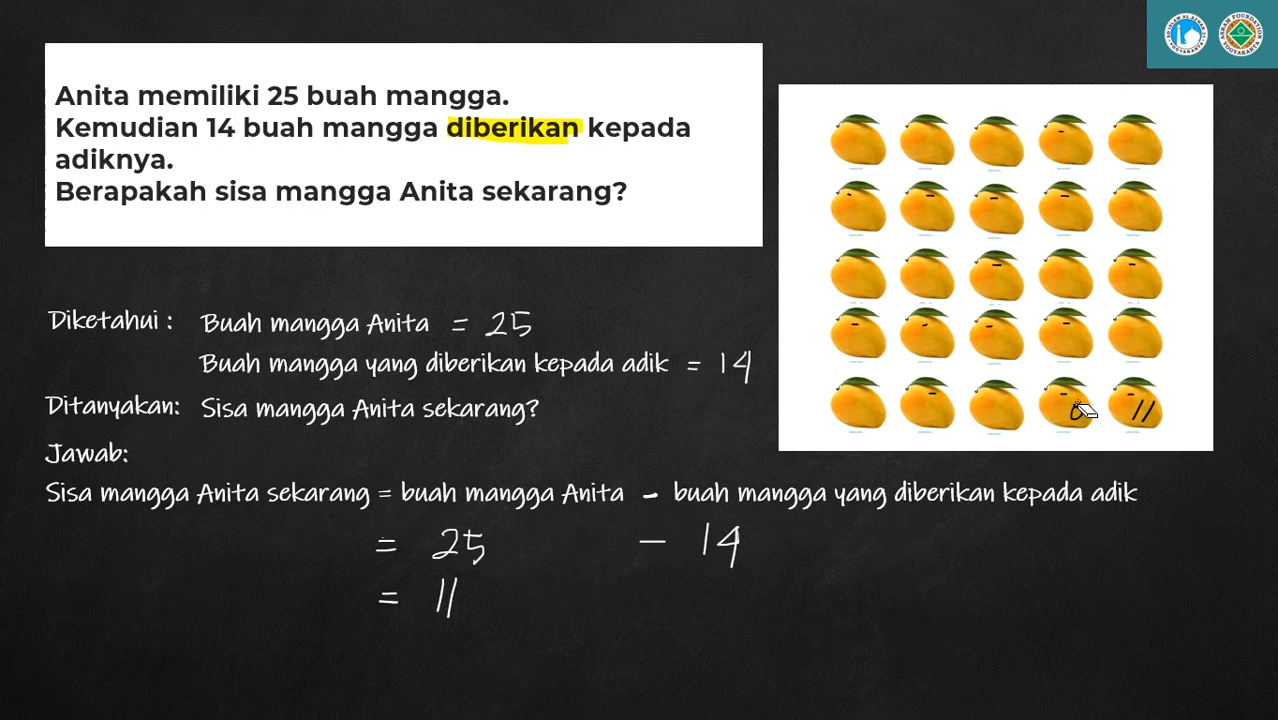 Anita memiliki 25 buah mangga.
Kemudian 14 buah mangga diberikan kepada
adiknya.
Berapakah sisa mangga Anita sekarang?
Diketahui : Buah mangga Anita = 25
Buah mangga yang diberikan kepada adik = 14
Ditanyakan: Sisa mangga Anita sekarang?
Jawab:
Sisa mangga Anita sekarang = buah mangga Anita - buah mangga yang diberikan kepada adik
= 25 - 14
= 11
11